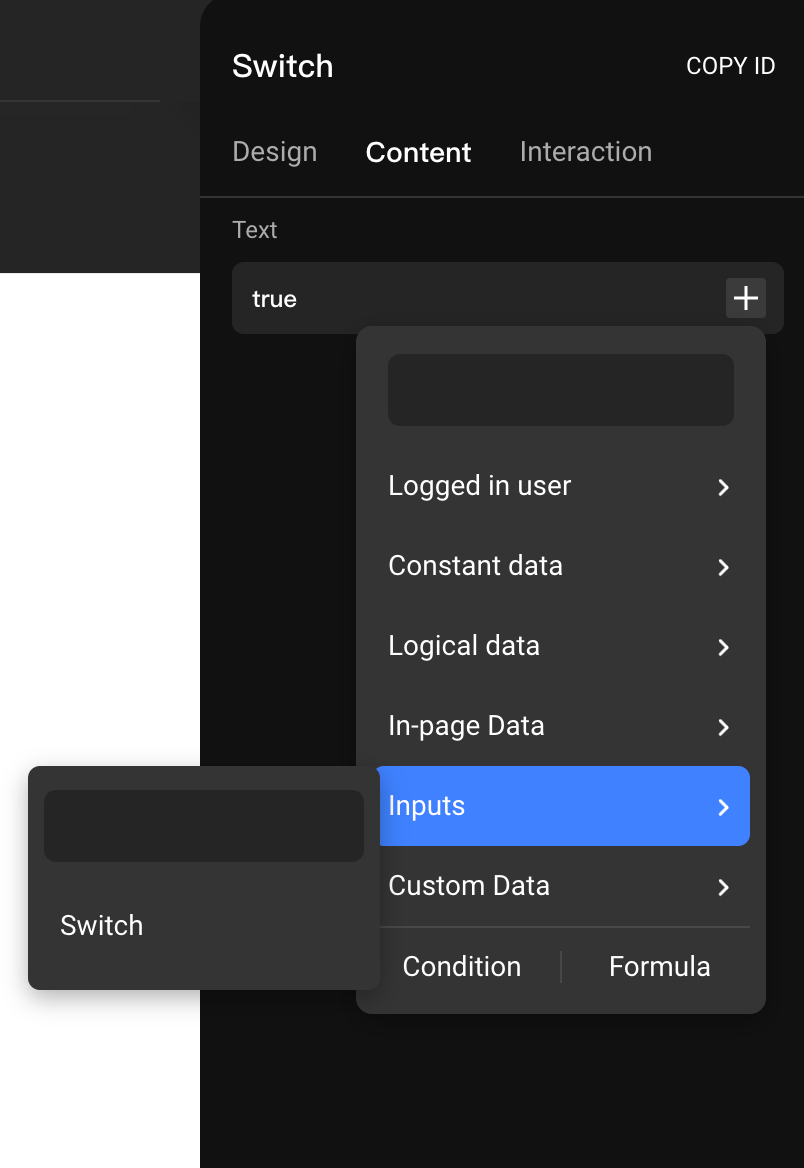 Switch
COPY ID
Design
Content
Interaction
Text
true
Logged in user
Constant data
Logical data
In-page Data
Inputs
Switch
Custom Data
Condition
Formula